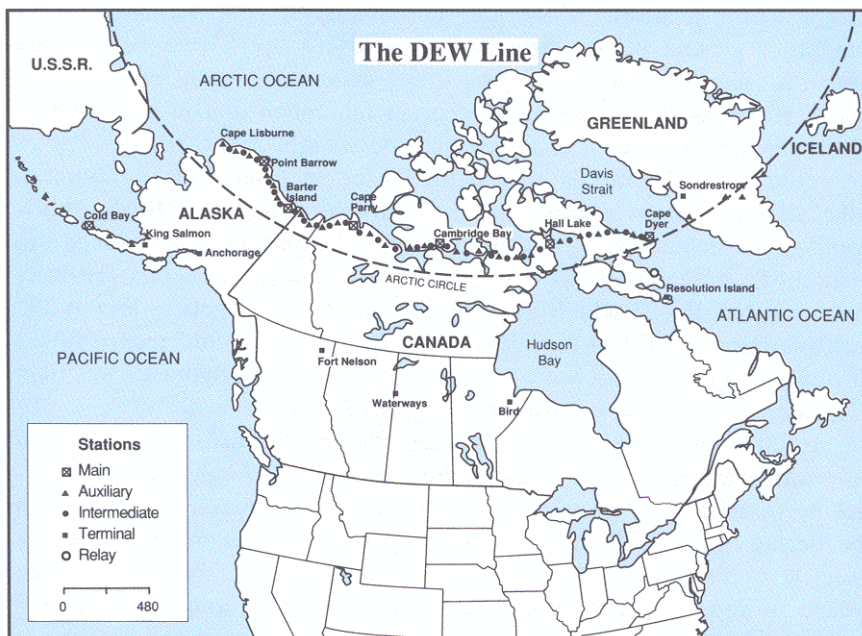 The DEW Line
U.S.S.R.
ARCTIC OCEAN
GREENLAND
ICELAND
Cape Lisburne
Point Barrow
Barter
Island
Cape
Parry
Davis
Strait
Sondrestrom
Cold Bay
ALASKA
King Salmon
Anchorage
Cambridge Bay
Hall Lake
Cape
Dyer
ARCTIC CIRCLE
Resolution Island
ATLANTIC OCEAN
CANADA
Hudson
Bay
PACIFIC OCEAN
Fort Nelson
Waterways
Bird
Stations
Main
Auxiliary
Intermediate
Terminal
Relay
0 480